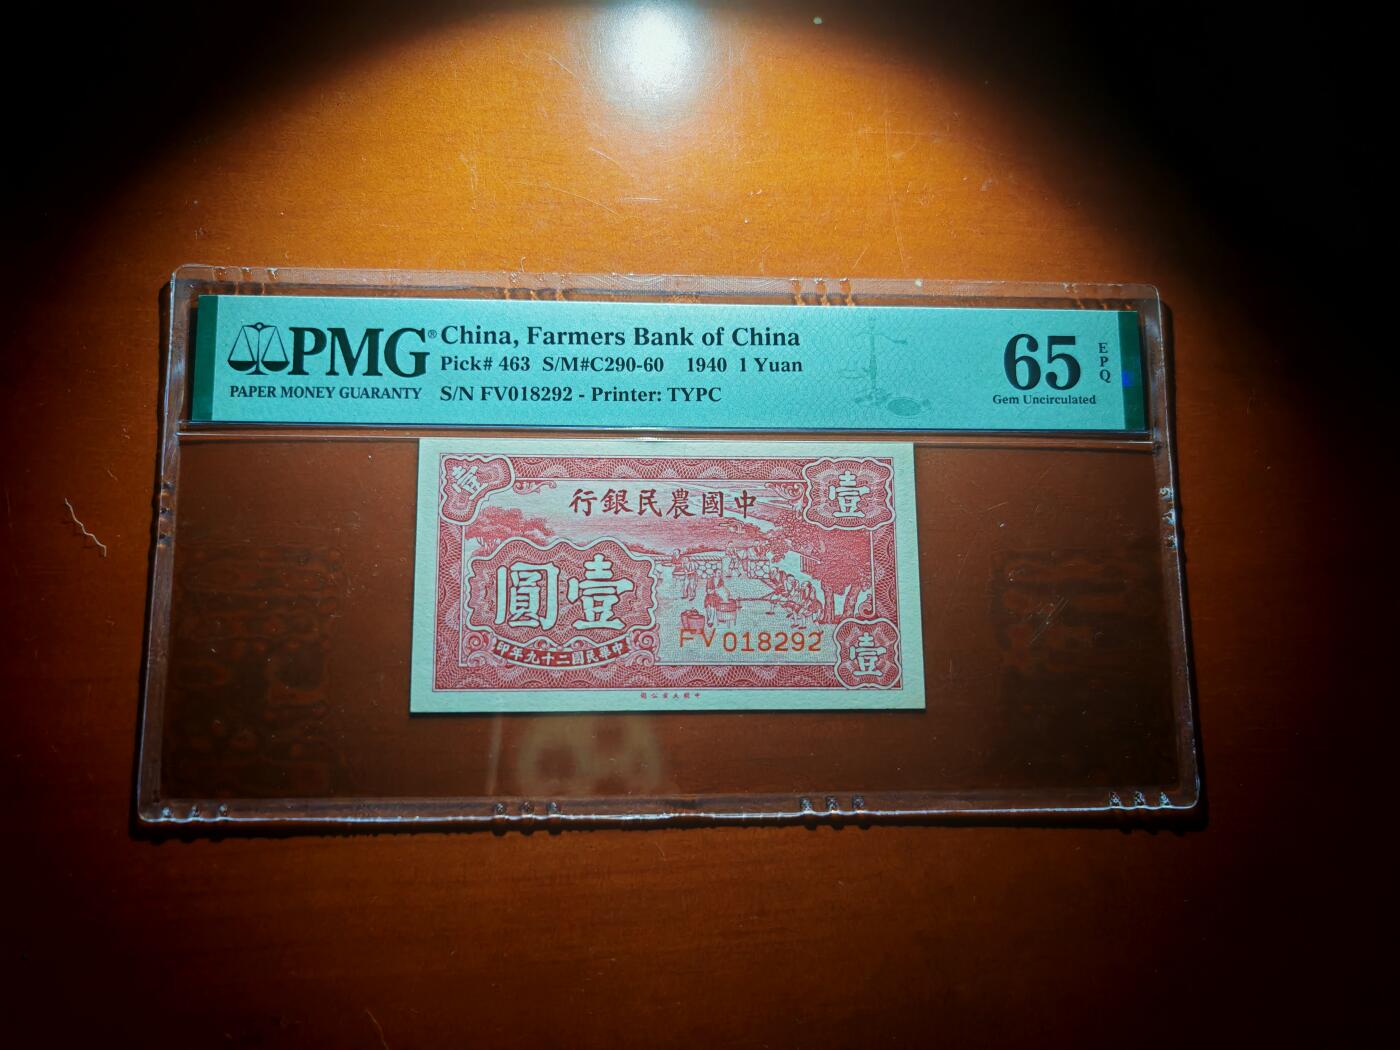 PMG®
PAPER MONEY GUARANTY
China, Farmers Bank of China
Pick# 463 S/M#C290-60 1940 1 Yuan
S/N FV018292 - Printer: TYPC
65
EPQ
Gem Uncirculated
壹
行銀民農國中
壹
圓壹
FV018292
印年九十二國民華中
壹